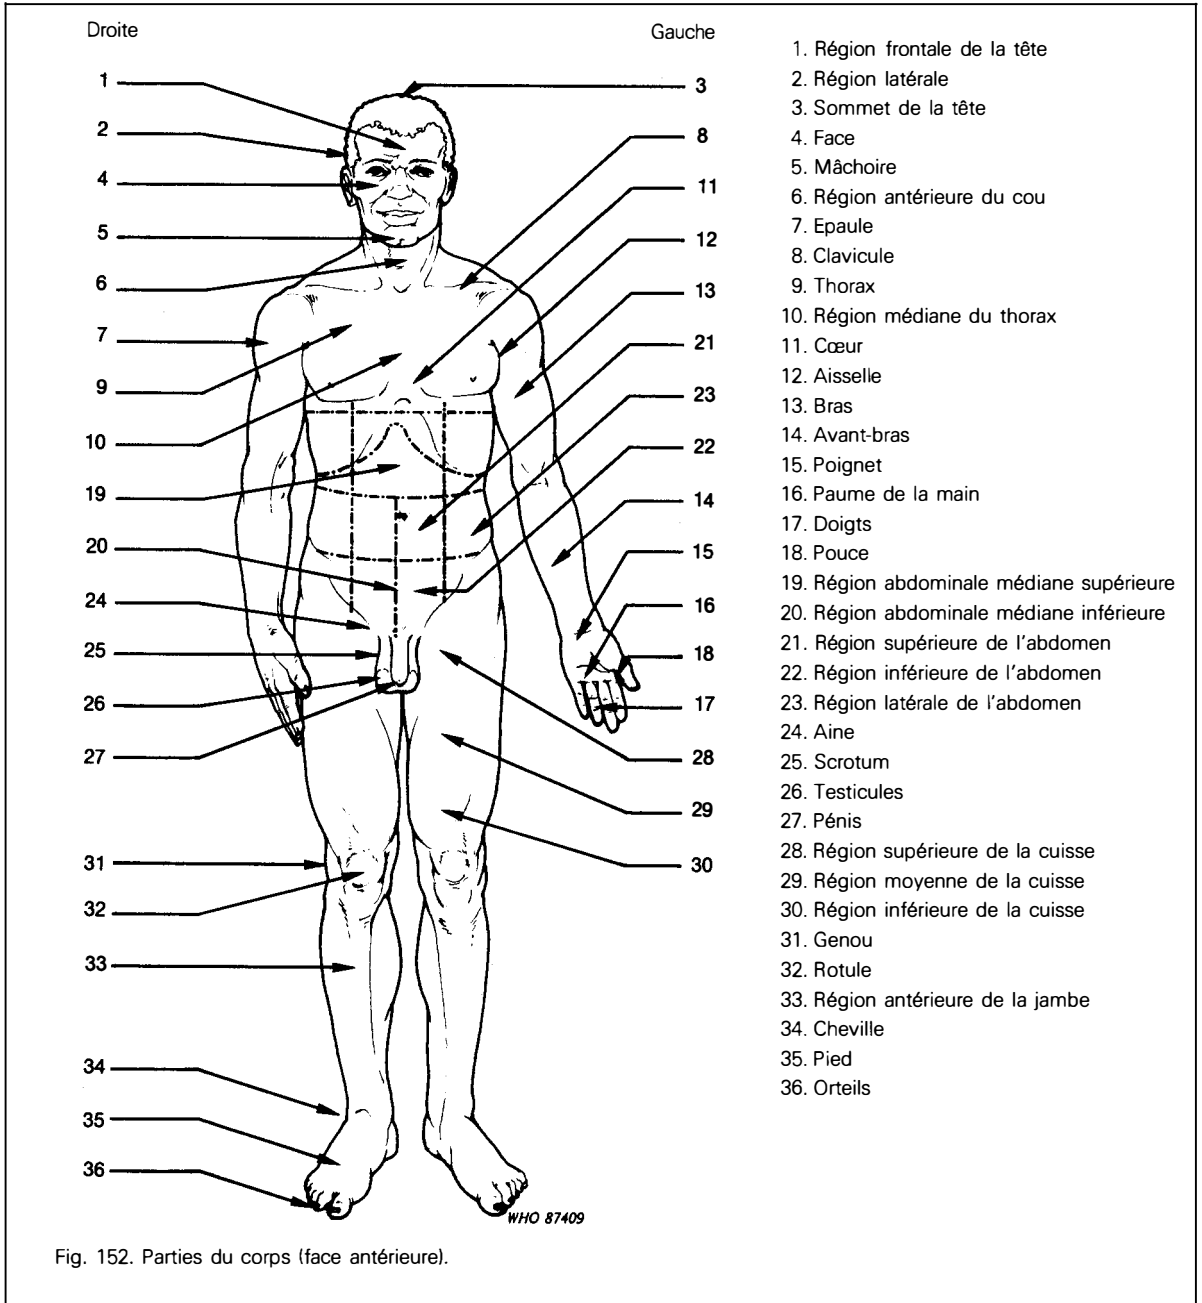 Droite
Gauche
1
2
4
5
6
7
9
10
19
20
24
25
26
27
31
32
33
34
35
36
3
8
11
12
13
21
23
22
14
15
16
18
17
28
29
30
WHO 87409
1. Région frontale de la tête
2. Région latérale
3. Sommet de la tête
4. Face
5. Mâchoire
6. Région antérieure du cou
7. Epaule
8. Clavicule
9. Thorax
10. Région médiane du thorax
11. Cœur
12. Aisselle
13. Bras
14. Avant-bras
15. Poignet
16. Paume de la main
17. Doigts
18. Pouce
19. Région abdominale médiane supérieure
20. Région abdominale médiane inférieure
21. Région supérieure de l'abdomen
22. Région inférieure de l'abdomen
23. Région latérale de l'abdomen
24. Aine
25. Scrotum
26. Testicules
27. Pénis
28. Région supérieure de la cuisse
29. Région moyenne de la cuisse
30. Région inférieure de la cuisse
31. Genou
32. Rotule
33. Région antérieure de la jambe
34. Cheville
35. Pied
36. Orteils
Fig. 152. Parties du corps (face antérieure).